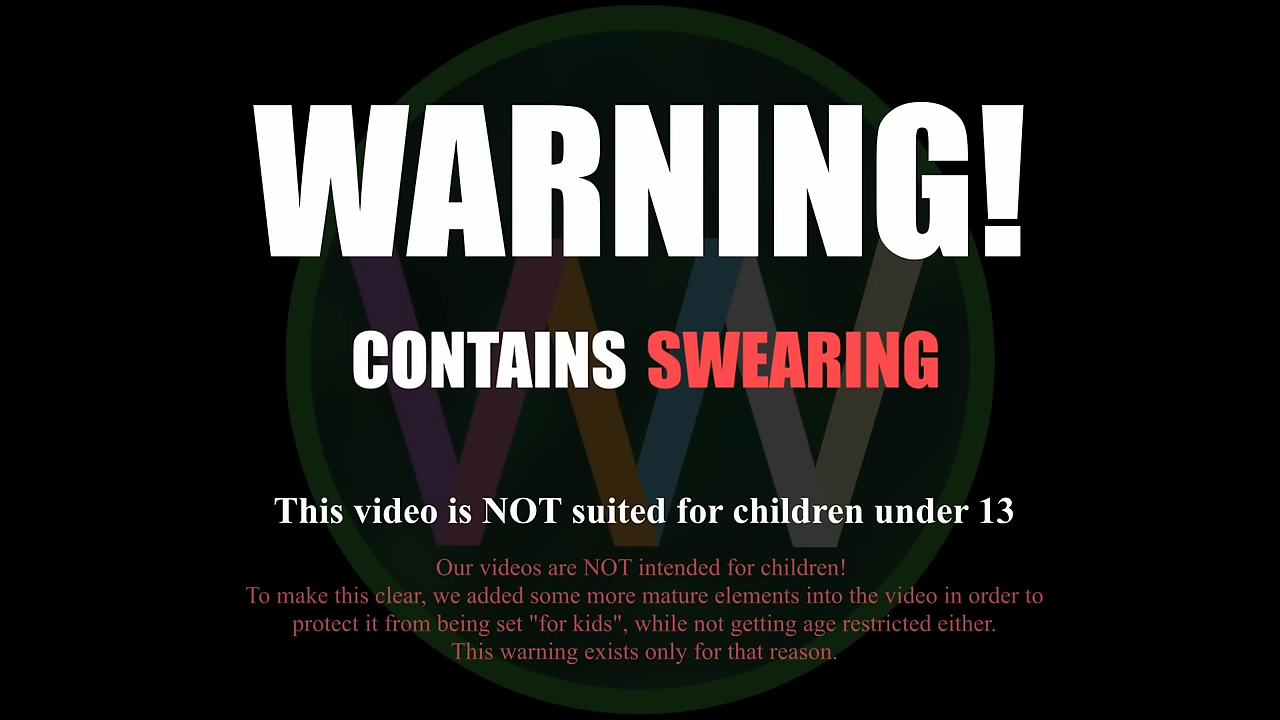 WARNING!
CONTAINS SWEARING
This video is NOT suited for children under 13
Our videos are NOT intended for children!
To make this clear, we added some more mature elements into the video in order to
protect it from being set "for kids", while not getting age restricted either.
This warning exists only for that reason.